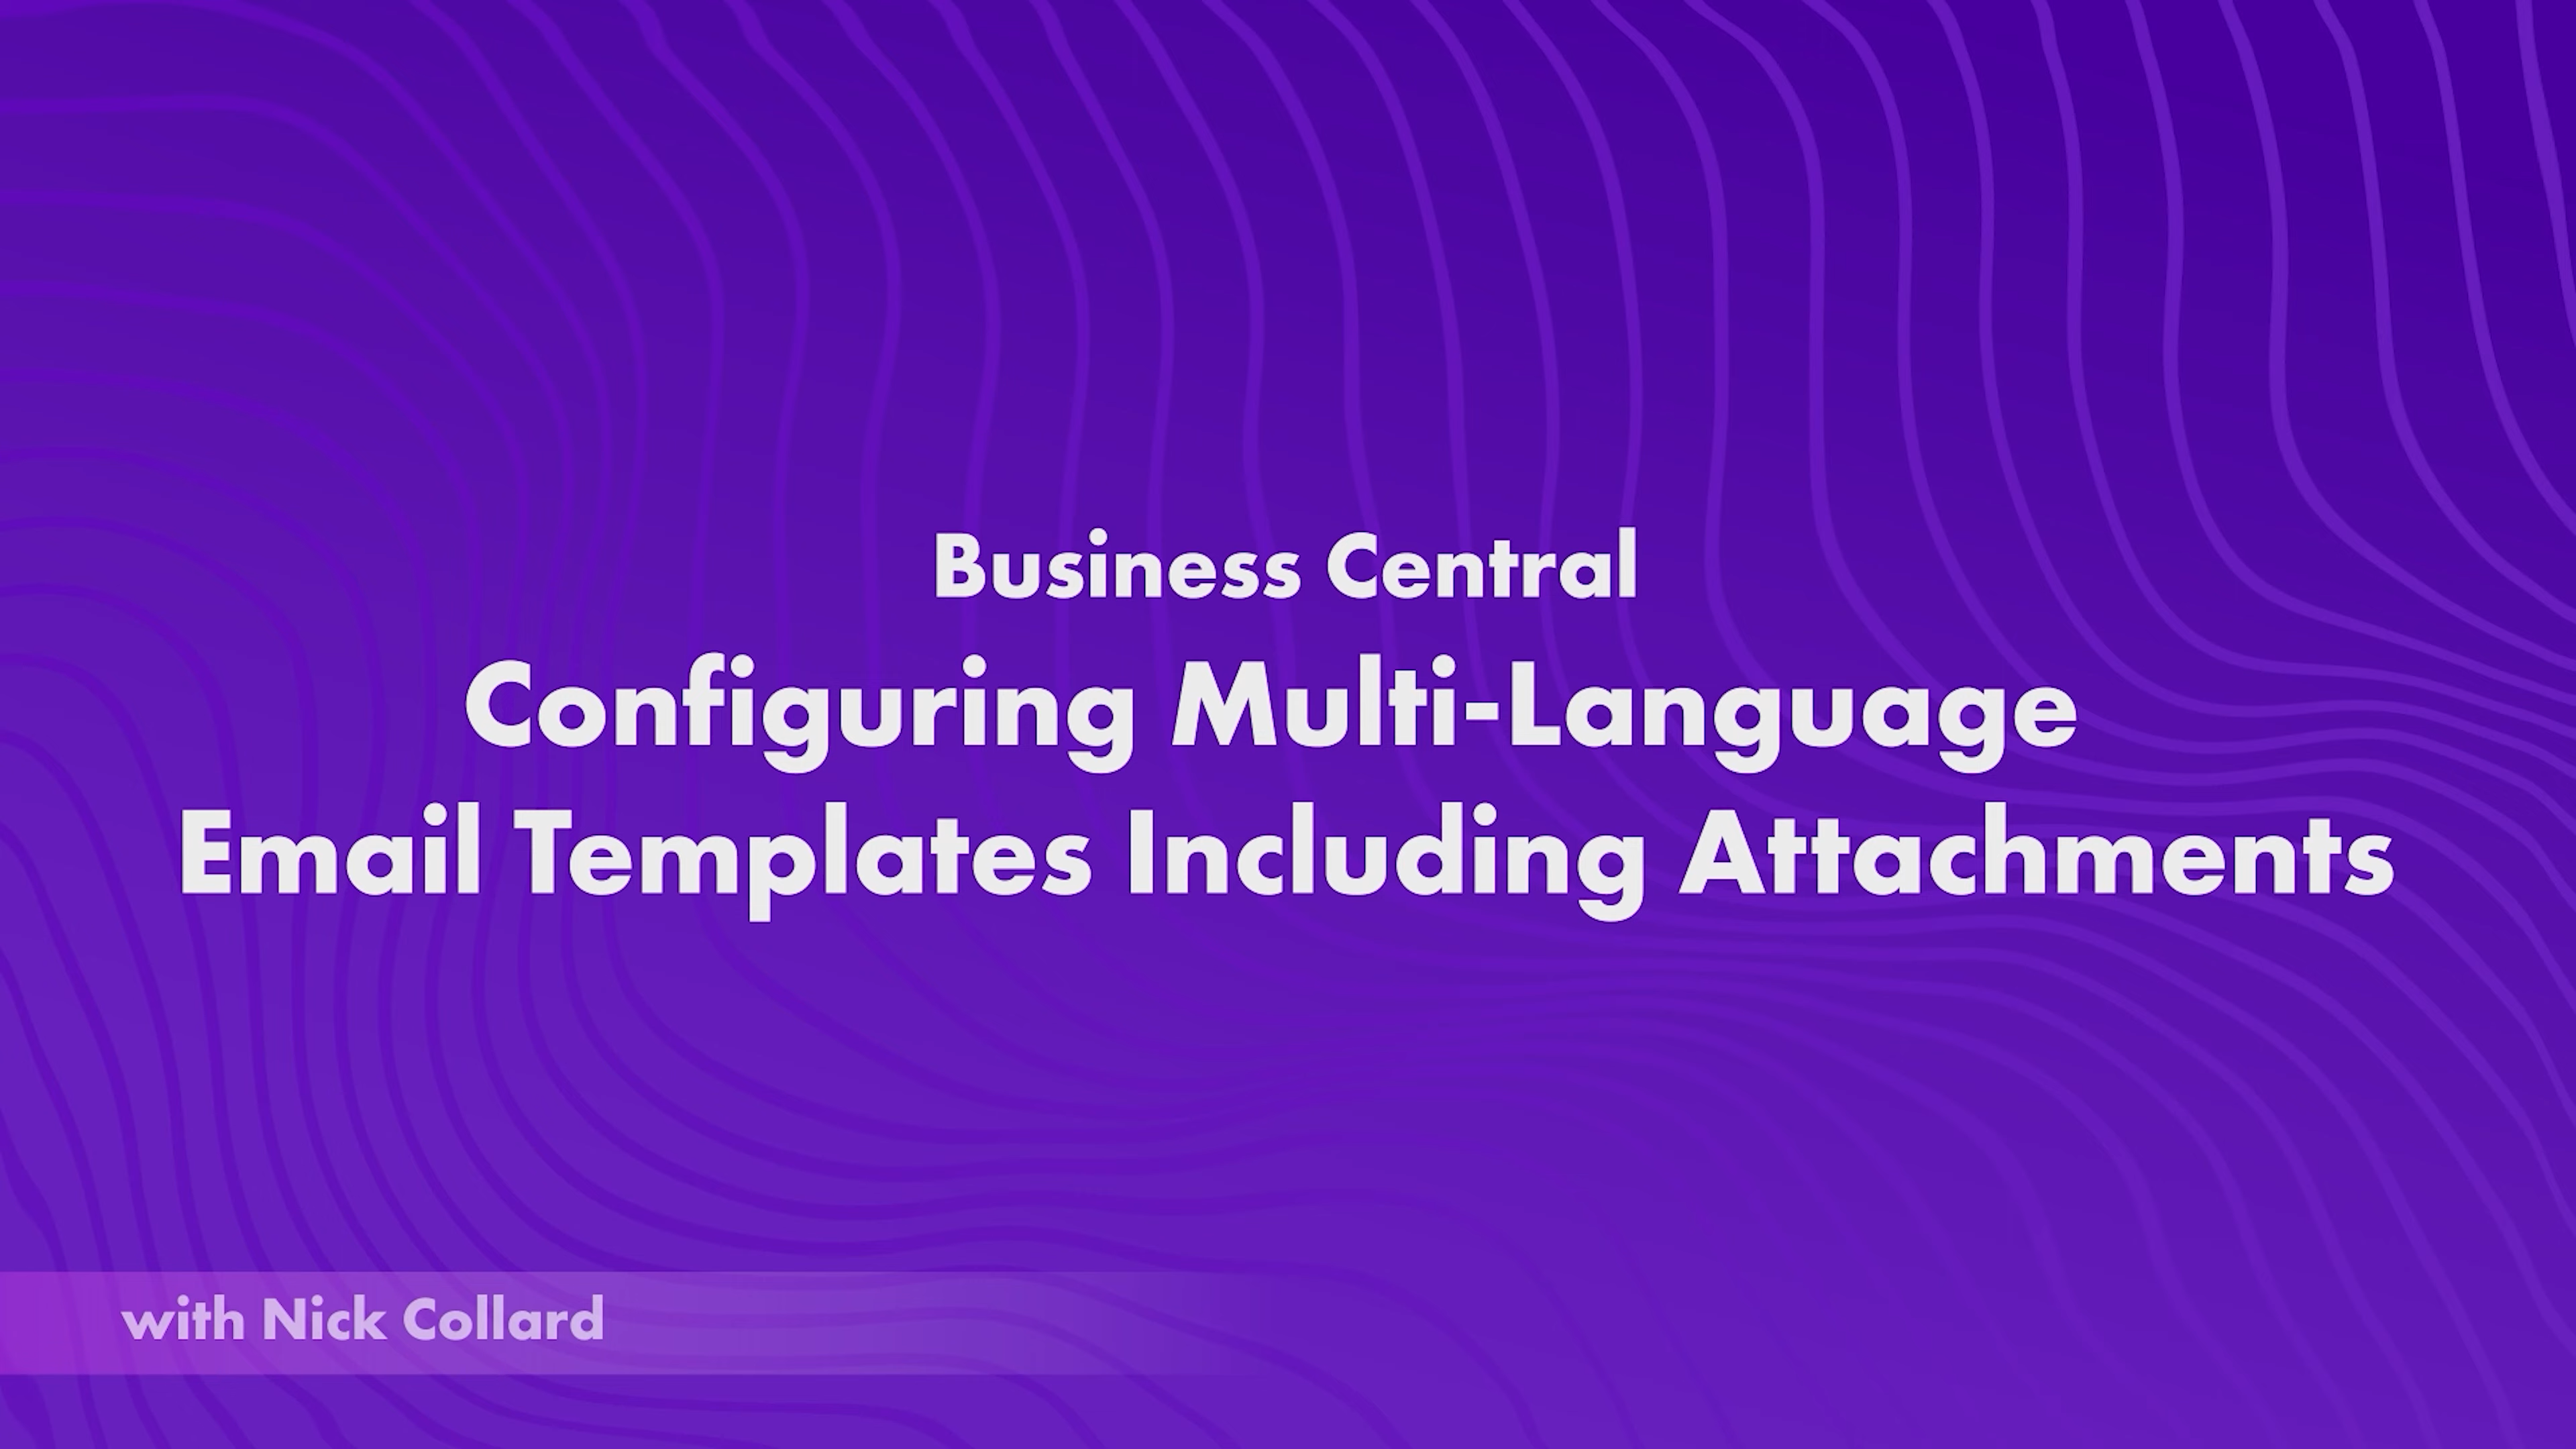 Business Central
Configuring Multi-Language
Email Templates Including Attachments
with Nick Collard